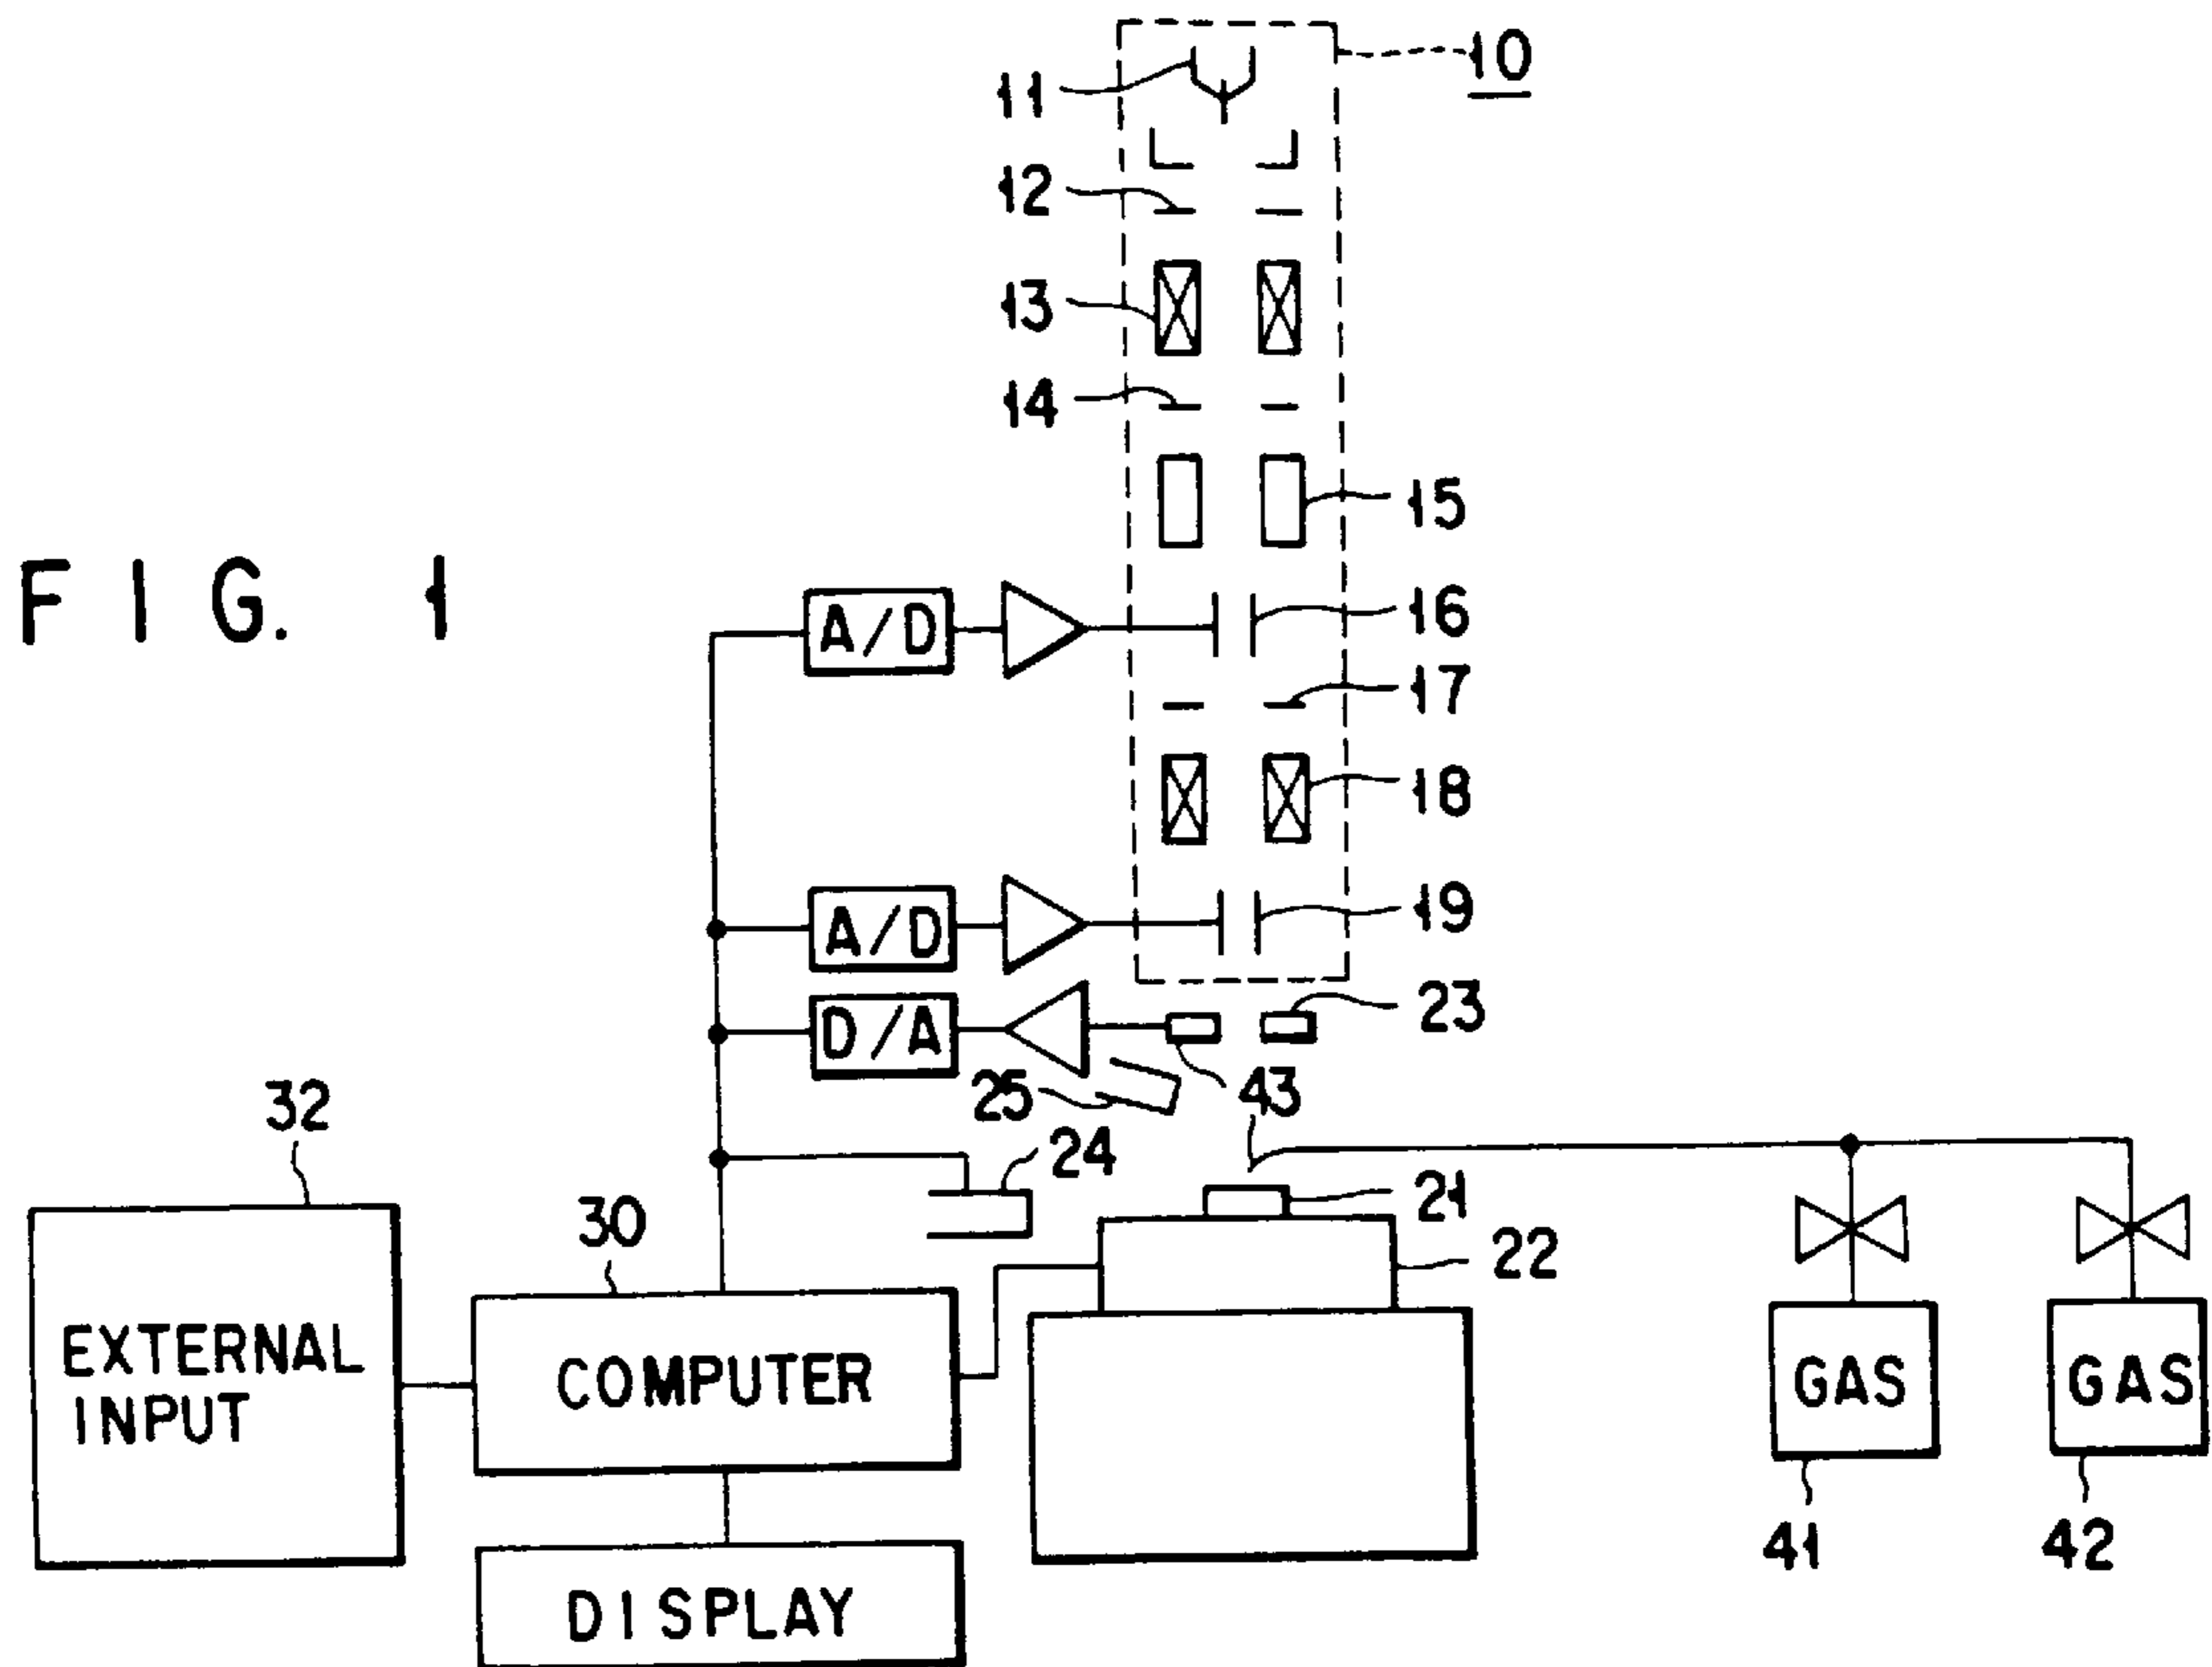 10
11
12
13
14
15
FIG. 1
A/D
16
17
18
A/D
19
D/A
23
25
43
32
24
21
30
22
EXTERNAL
INPUT
COMPUTER
GAS
GAS
41
42
DISPLAY